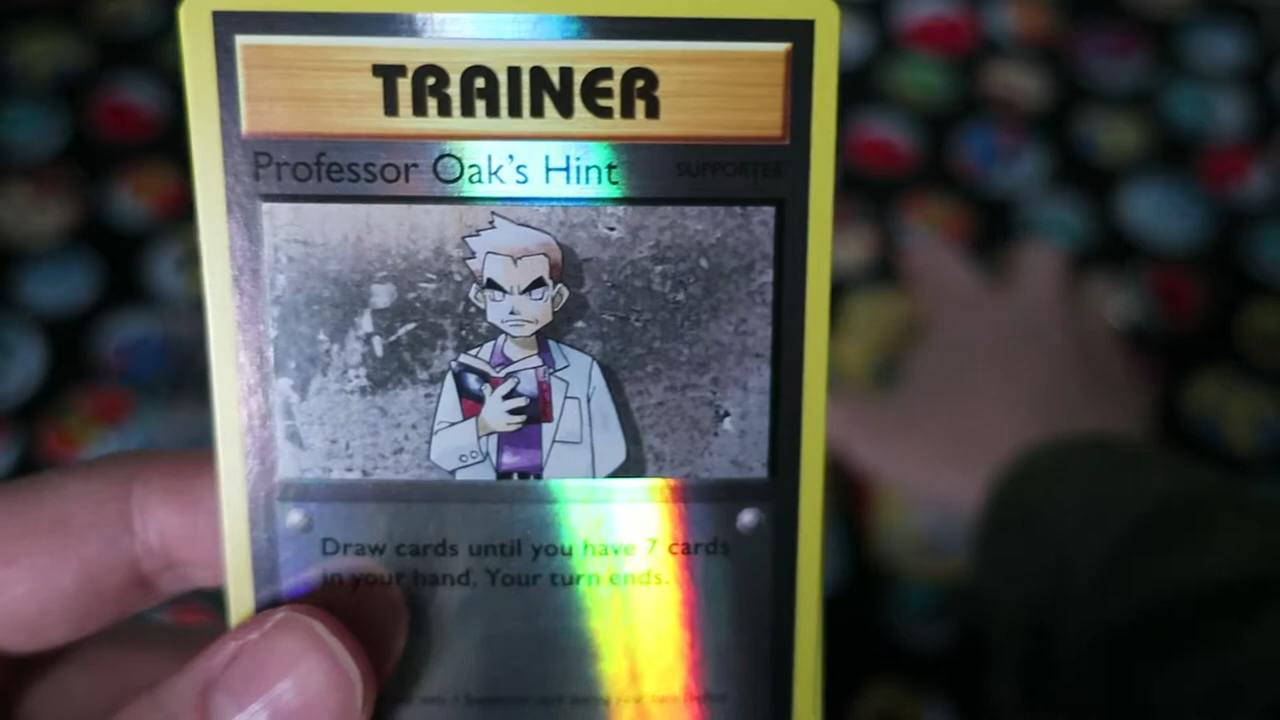 TRAINER
Professor Oak's Hint
SUPPORTER
Draw cards until you have 7 cards
in your hand. Your turn ends.